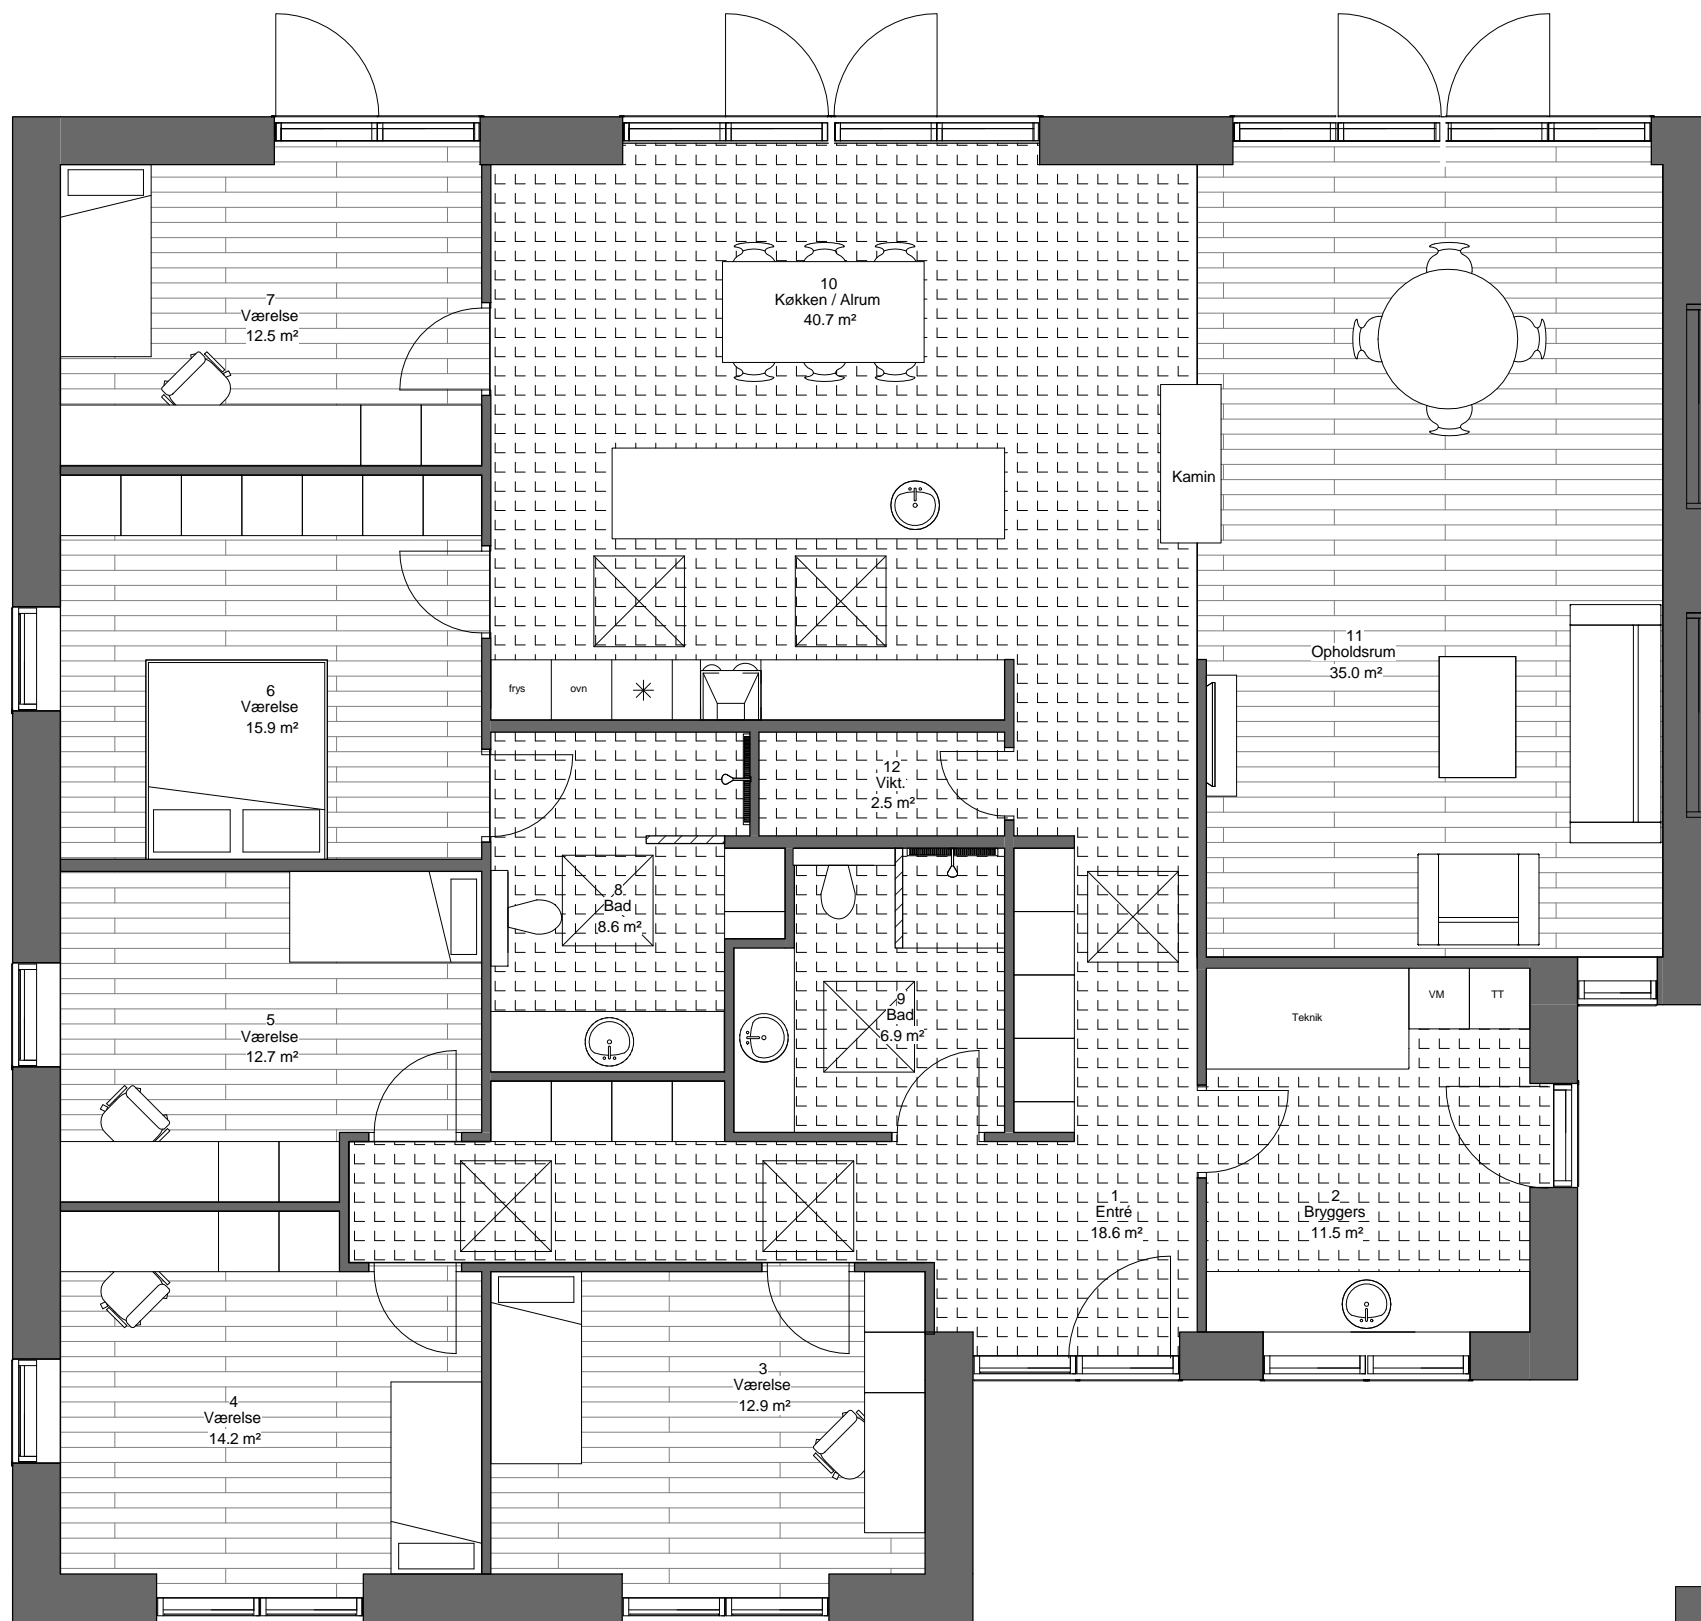 7
Værelse
12.5 m²
10
Køkken / Alrum
40.7 m²
Kamin
11
Opholdsrum
35.0 m²
6
Værelse
15.9 m²
frys
ovn
12
Vikt.
2.5 m²
8
Bad
8.6 m²
9
Bad
6.9 m²
5
Værelse
12.7 m²
Teknik
VM
TT
1
Entré
18.6 m²
2
Bryggers
11.5 m²
4
Værelse
14.2 m²
3
Værelse
12.9 m²